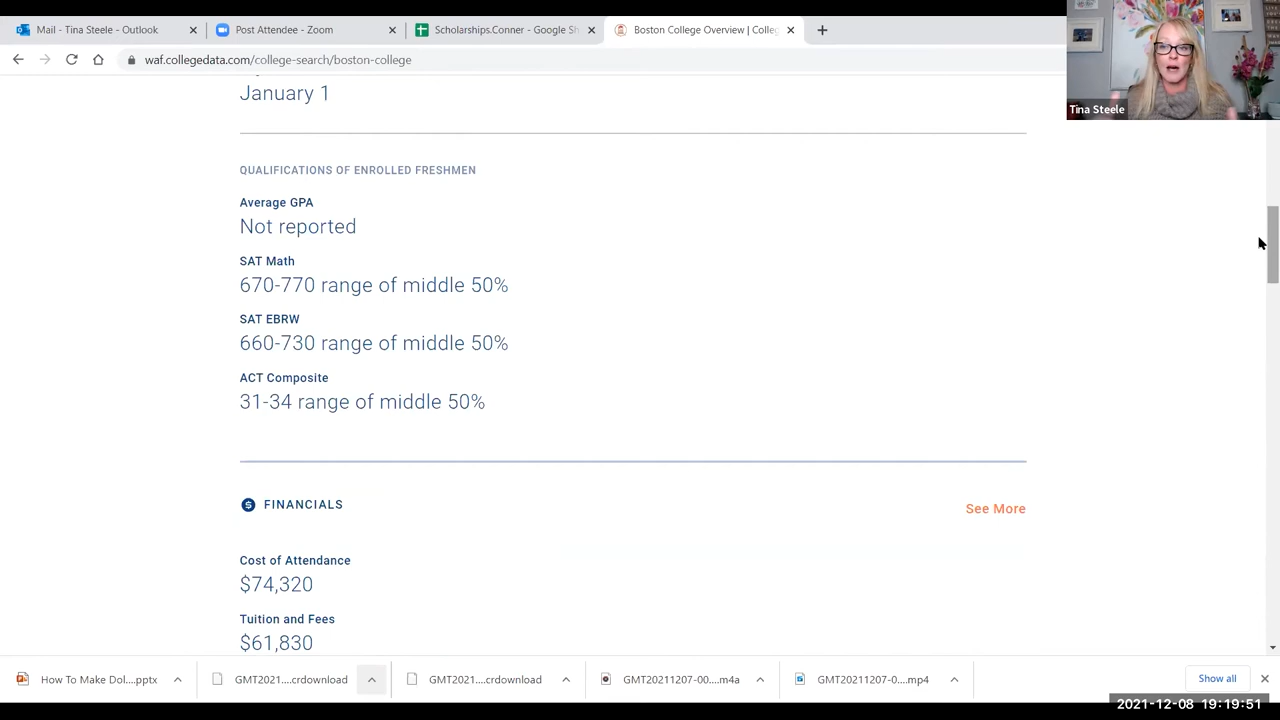 Mail - Tina Steele - Outlook
Post Attendee - Zoom
Scholarships.Conner - Google Sh
Boston College Overview | Colleg
waf.collegedata.com/college-search/boston-college
Tina Steele
January 1
QUALIFICATIONS OF ENROLLED FRESHMEN
Average GPA
Not reported
SAT Math
670-770 range of middle 50%
SAT EBRW
660-730 range of middle 50%
ACT Composite
31-34 range of middle 50%
FINANCIALS
See More
Cost of Attendance
$74,320
Tuition and Fees
$61,830
How To Make Dol....pptx
GMT2021....crdownload
GMT2021....crdownload
GMT20211207-00....m4a
GMT20211207-0....mp4
Show all
2021-12-08 19:19:51